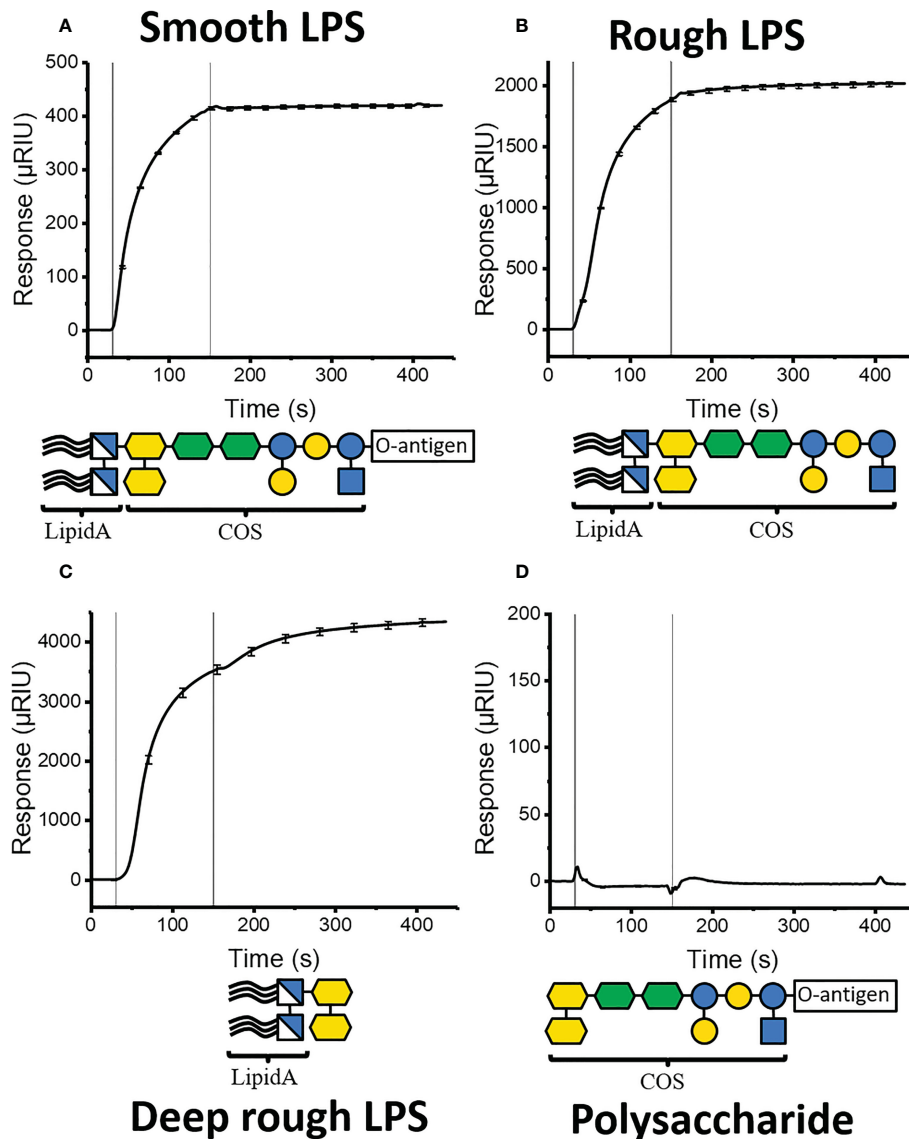 A
Smooth LPS
500
400
300
200
100
0
Response (µRIU)
0 100 200 300 400
Time (s)
O-antigen
LipidA COS
B
Rough LPS
2000
1500
1000
500
0
Response (µRIU)
0 100 200 300 400
Time (s)
LipidA COS
C
4000
3000
2000
1000
0
Response (µRIU)
0 100 200 300 400
Time (s)
LipidA
Deep rough LPS
D
200
150
100
50
0
Response (µRIU)
0 100 200 300 400
Time (s)
O-antigen
COS
Polysaccharide